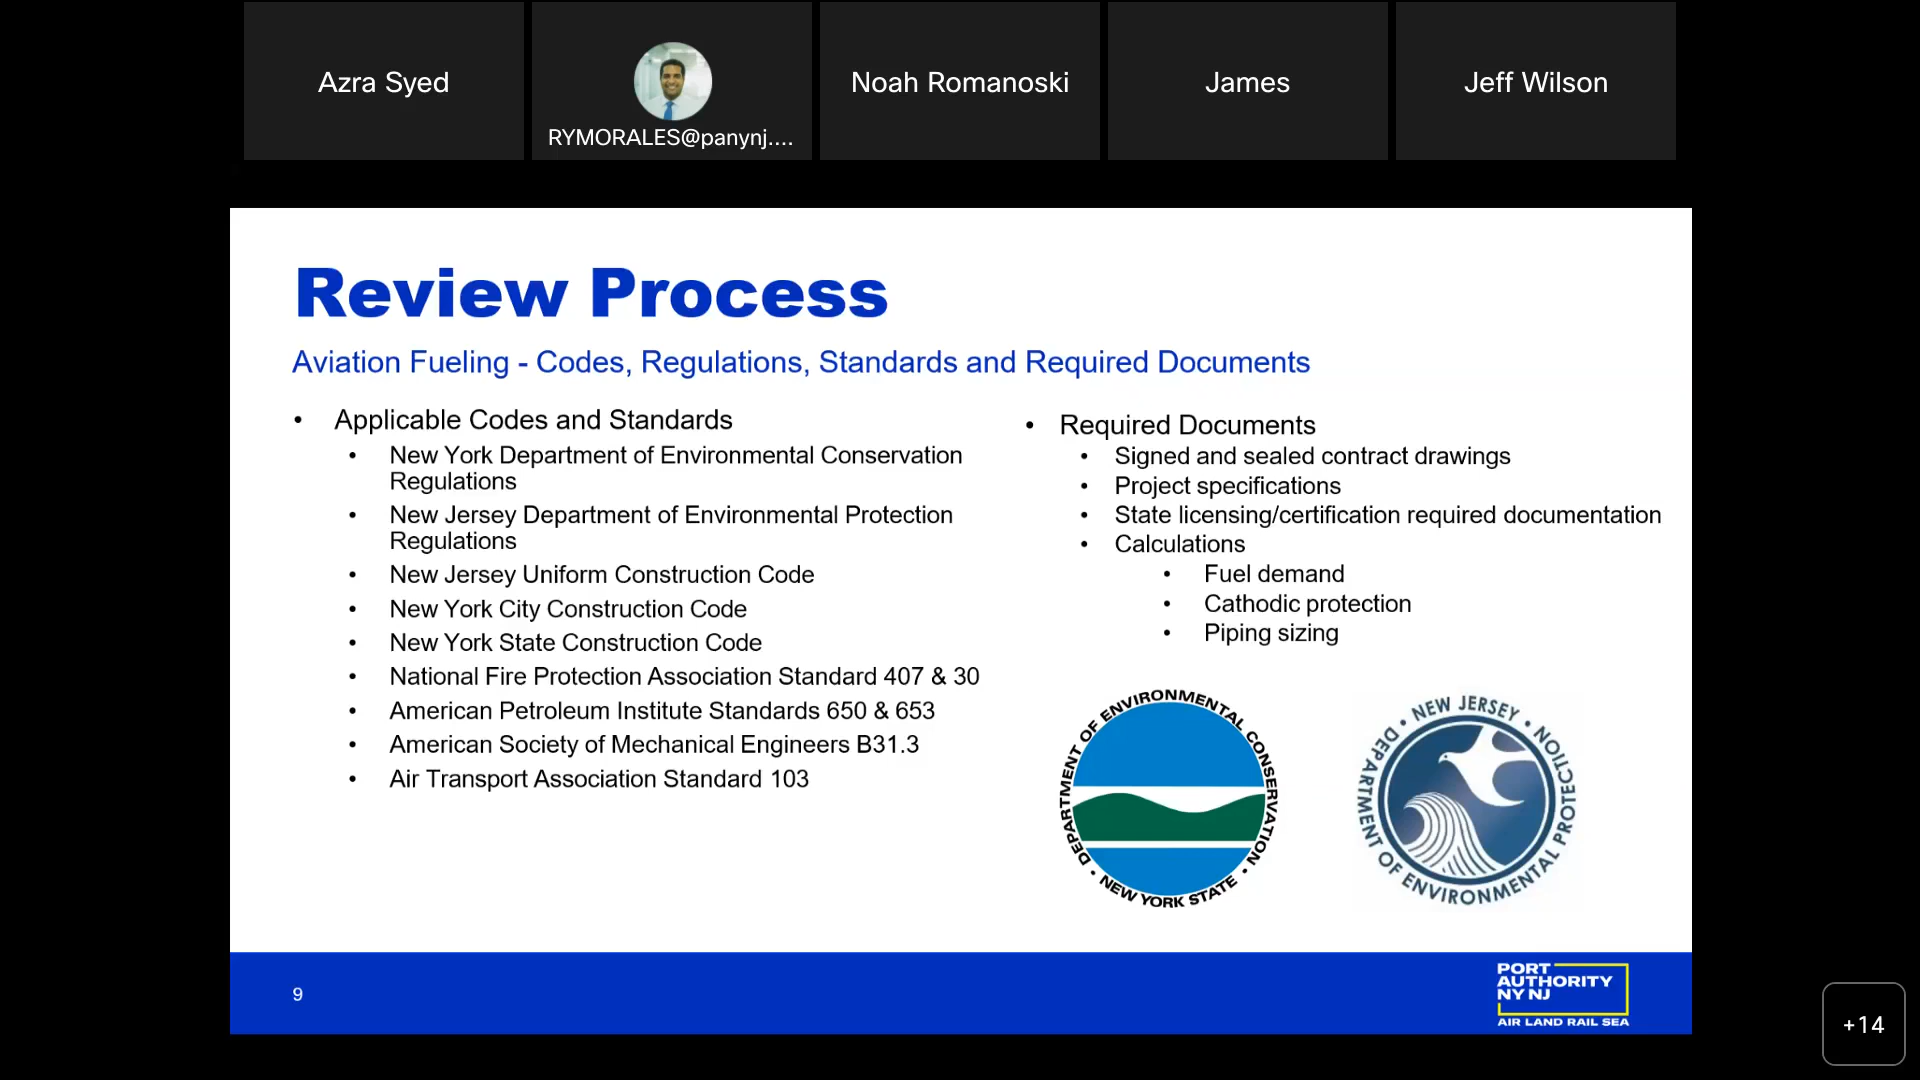 Azra Syed
RYMORALES@panynj....
Noah Romanoski
James
Jeff Wilson
Review Process
Aviation Fueling - Codes, Regulations, Standards and Required Documents
• Applicable Codes and Standards
• New York Department of Environmental Conservation
Regulations
• New Jersey Department of Environmental Protection
Regulations
• New Jersey Uniform Construction Code
• New York City Construction Code
• New York State Construction Code
• National Fire Protection Association Standard 407 & 30
• American Petroleum Institute Standards 650 & 653
• American Society of Mechanical Engineers B31.3
• Air Transport Association Standard 103
• Required Documents
• Signed and sealed contract drawings
• Project specifications
• State licensing/certification required documentation
• Calculations
• Fuel demand
• Cathodic protection
• Piping sizing
DEPARTMENT OF ENVIRONMENTAL CONSERVATION
• NEW YORK STATE •
• NEW JERSEY •
DEPARTMENT OF ENVIRONMENTAL PROTECTION
9
PORT
AUTHORITY
NY NJ
AIR LAND RAIL SEA
+14